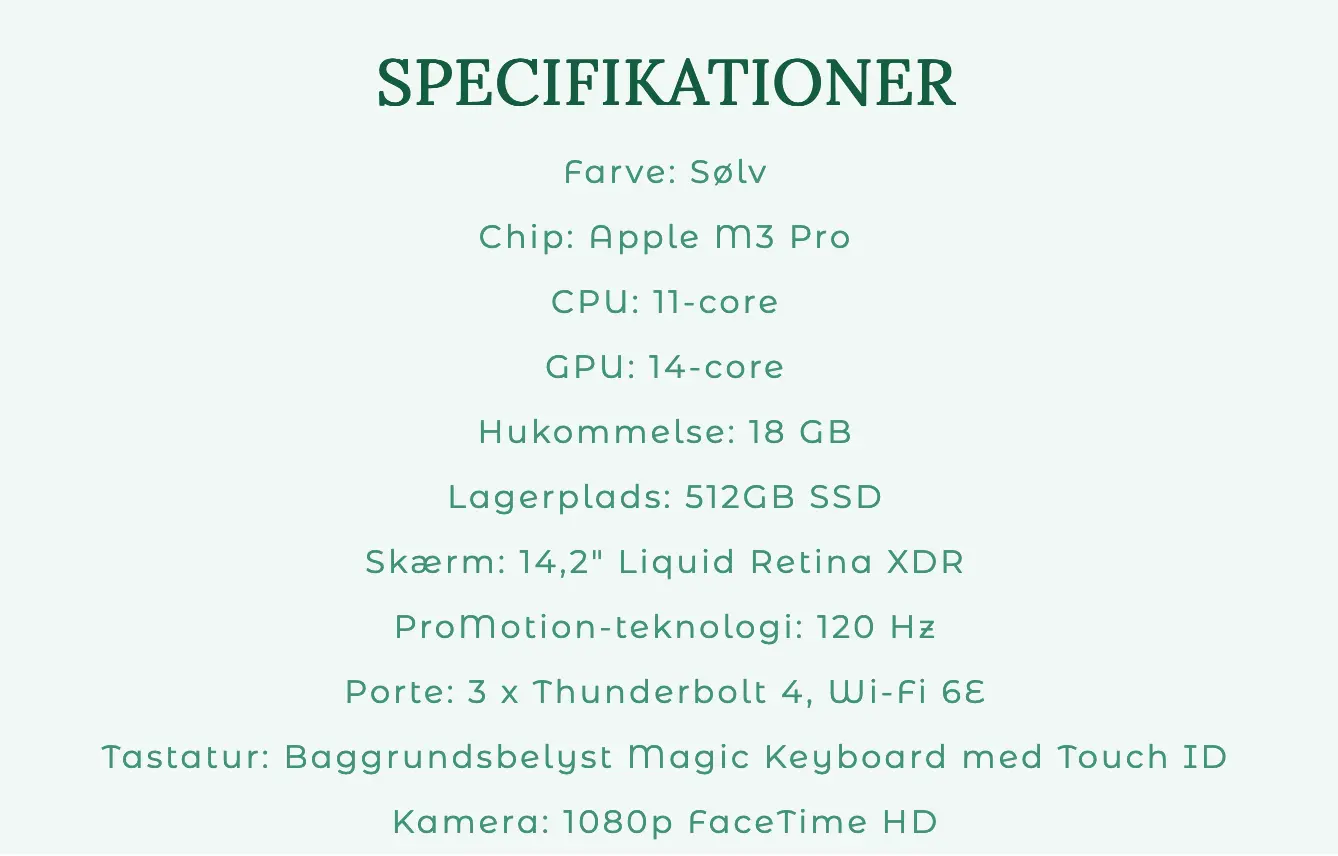 SPECIFIKATIONER
Farve: Sølv
Chip: Apple M3 Pro
CPU: 11-core
GPU: 14-core
Hukommelse: 18 GB
Lagerplads: 512GB SSD
Skærm: 14,2" Liquid Retina XDR
ProMotion-teknologi: 120 Hz
Porte: 3 x Thunderbolt 4, Wi-Fi 6E
Tastatur: Baggrundsbelyst Magic Keyboard med Touch ID
Kamera: 1080p FaceTime HD